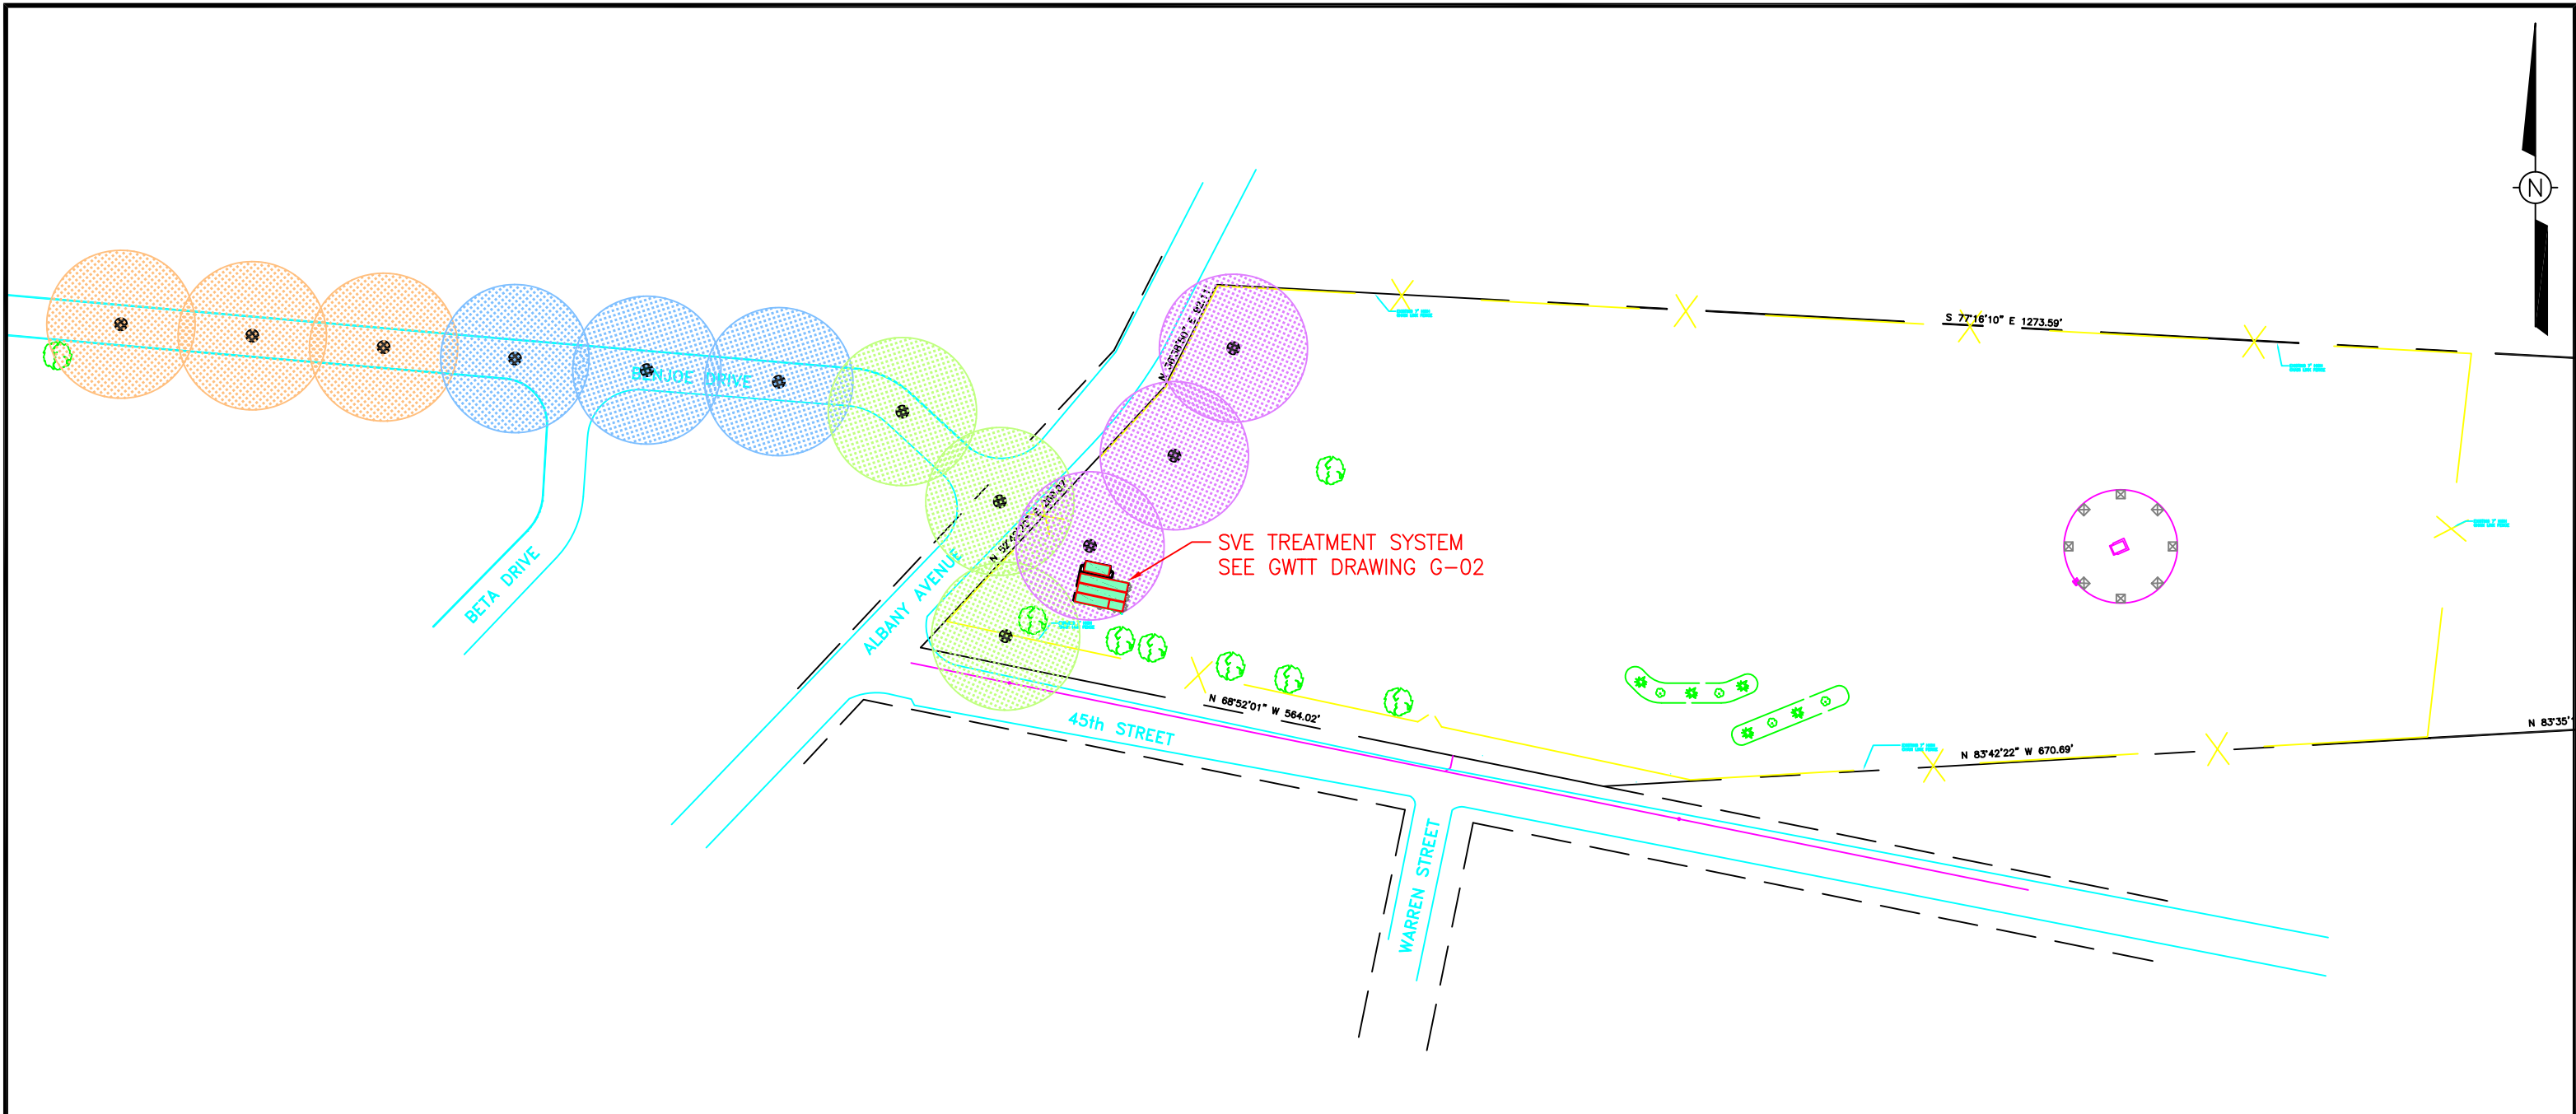 N
S 77°16'10" E 1273.59'
BENJOE DRIVE
SVE TREATMENT SYSTEM
SEE GWTT DRAWING G-02
BETA DRIVE
ALBANY AVENUE
N 68°52'01" W 564.02'
45th STREET
N 83°35'
N 83°42'22" W 670.69'
WARREN STREET